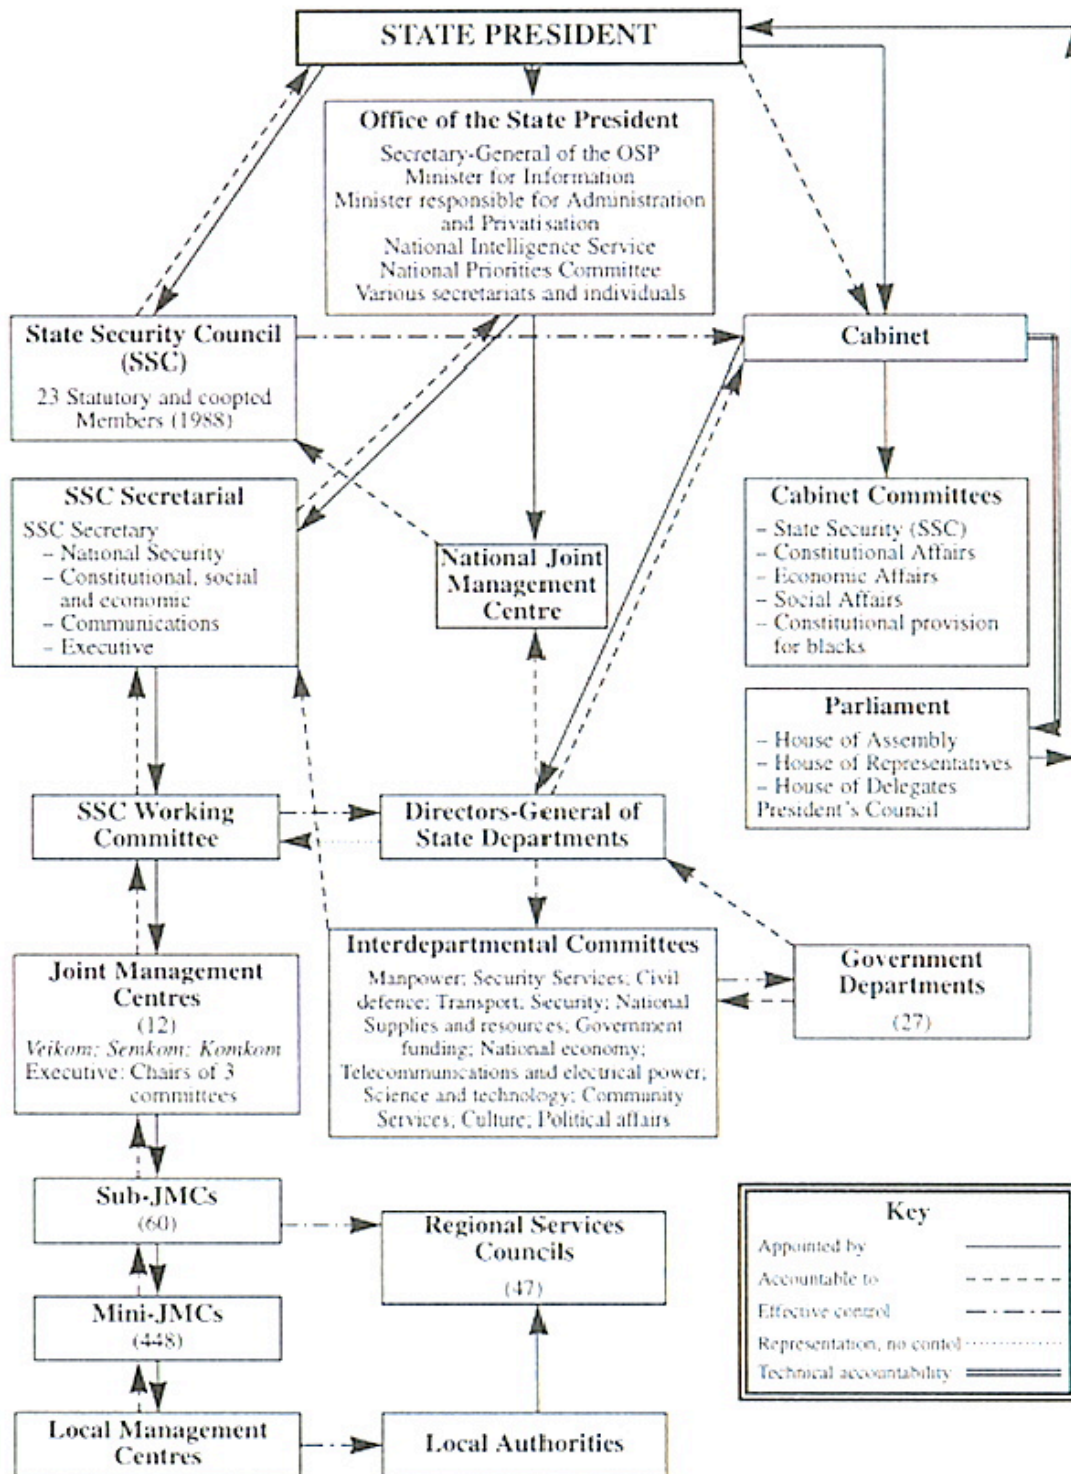 STATE PRESIDENT
Office of the State President
Secretary-General of the OSP
Minister for Information
Minister responsible for Administration
and Privatisation
National Intelligence Service
National Priorities Committee
Various secretariats and individuals
State Security Council
(SSC)
23 Statutory and coopted
Members (1988)
Cabinet
SSC Secretarial
SSC Secretary
– National Security
– Constitutional, social
and economic
– Communications
– Executive
National Joint
Management
Centre
Cabinet Committees
– State Security (SSC)
– Constitutional Affairs
– Economic Affairs
– Social Affairs
– Constitutional provision
for blacks
Parliament
– House of Assembly
– House of Representatives
– House of Delegates
President's Council
SSC Working
Committee
Directors-General of
State Departments
Joint Management
Centres
(12)
Veikom; Semkom; Komkom
Executive: Chairs of 3
committees
Interdepartmental Committees
Manpower; Security Services; Civil
defence; Transport; Security; National
Supplies and resources; Government
funding; National economy;
Telecommunications and electrical power;
Science and technology; Community
Services; Culture; Political affairs
Government
Departments
(27)
Sub-JMCs
(60)
Regional Services
Councils
(47)
Mini-JMCs
(448)
Local Management
Centres
Local Authorities
Key
Appointed by
Accountable to
Effective control
Representation, no contol
Technical accountability